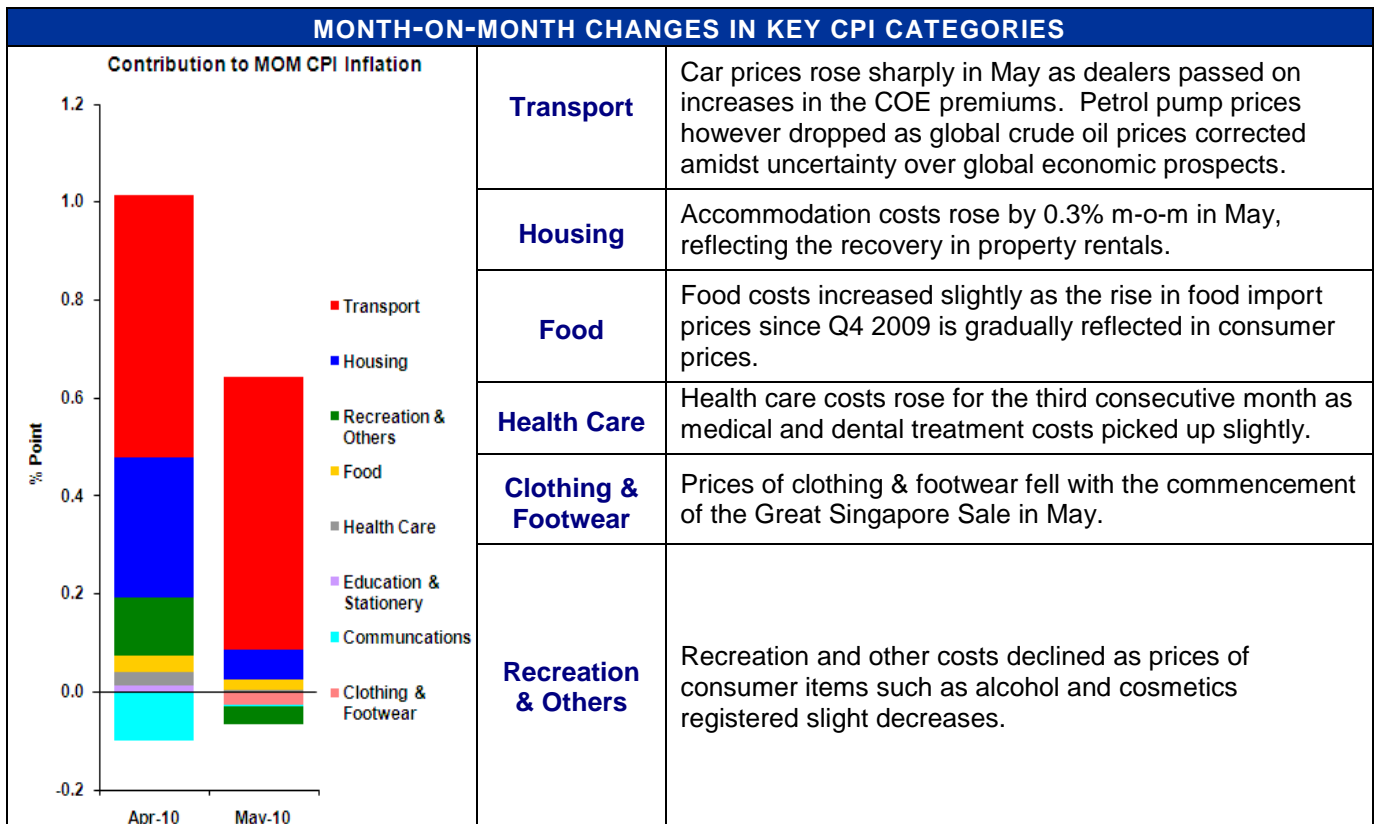 MONTH-ON-MONTH CHANGES IN KEY CPI CATEGORIES
Contribution to MOM CPI Inflation
1.2
1.0
0.8
0.6
0.4
0.2
0.0
-0.2
% Point
Apr-10 May-10
Transport
Housing
Recreation &
Others
Food
Health Care
Education &
Stationery
Communcations
Clothing &
Footwear
Transport
Car prices rose sharply in May as dealers passed on
increases in the COE premiums. Petrol pump prices
however dropped as global crude oil prices corrected
amidst uncertainty over global economic prospects.
Housing
Accommodation costs rose by 0.3% m-o-m in May,
reflecting the recovery in property rentals.
Food
Food costs increased slightly as the rise in food import
prices since Q4 2009 is gradually reflected in consumer
prices.
Health Care
Health care costs rose for the third consecutive month as
medical and dental treatment costs picked up slightly.
Clothing &
Footwear
Prices of clothing & footwear fell with the commencement
of the Great Singapore Sale in May.
Recreation
& Others
Recreation and other costs declined as prices of
consumer items such as alcohol and cosmetics
registered slight decreases.